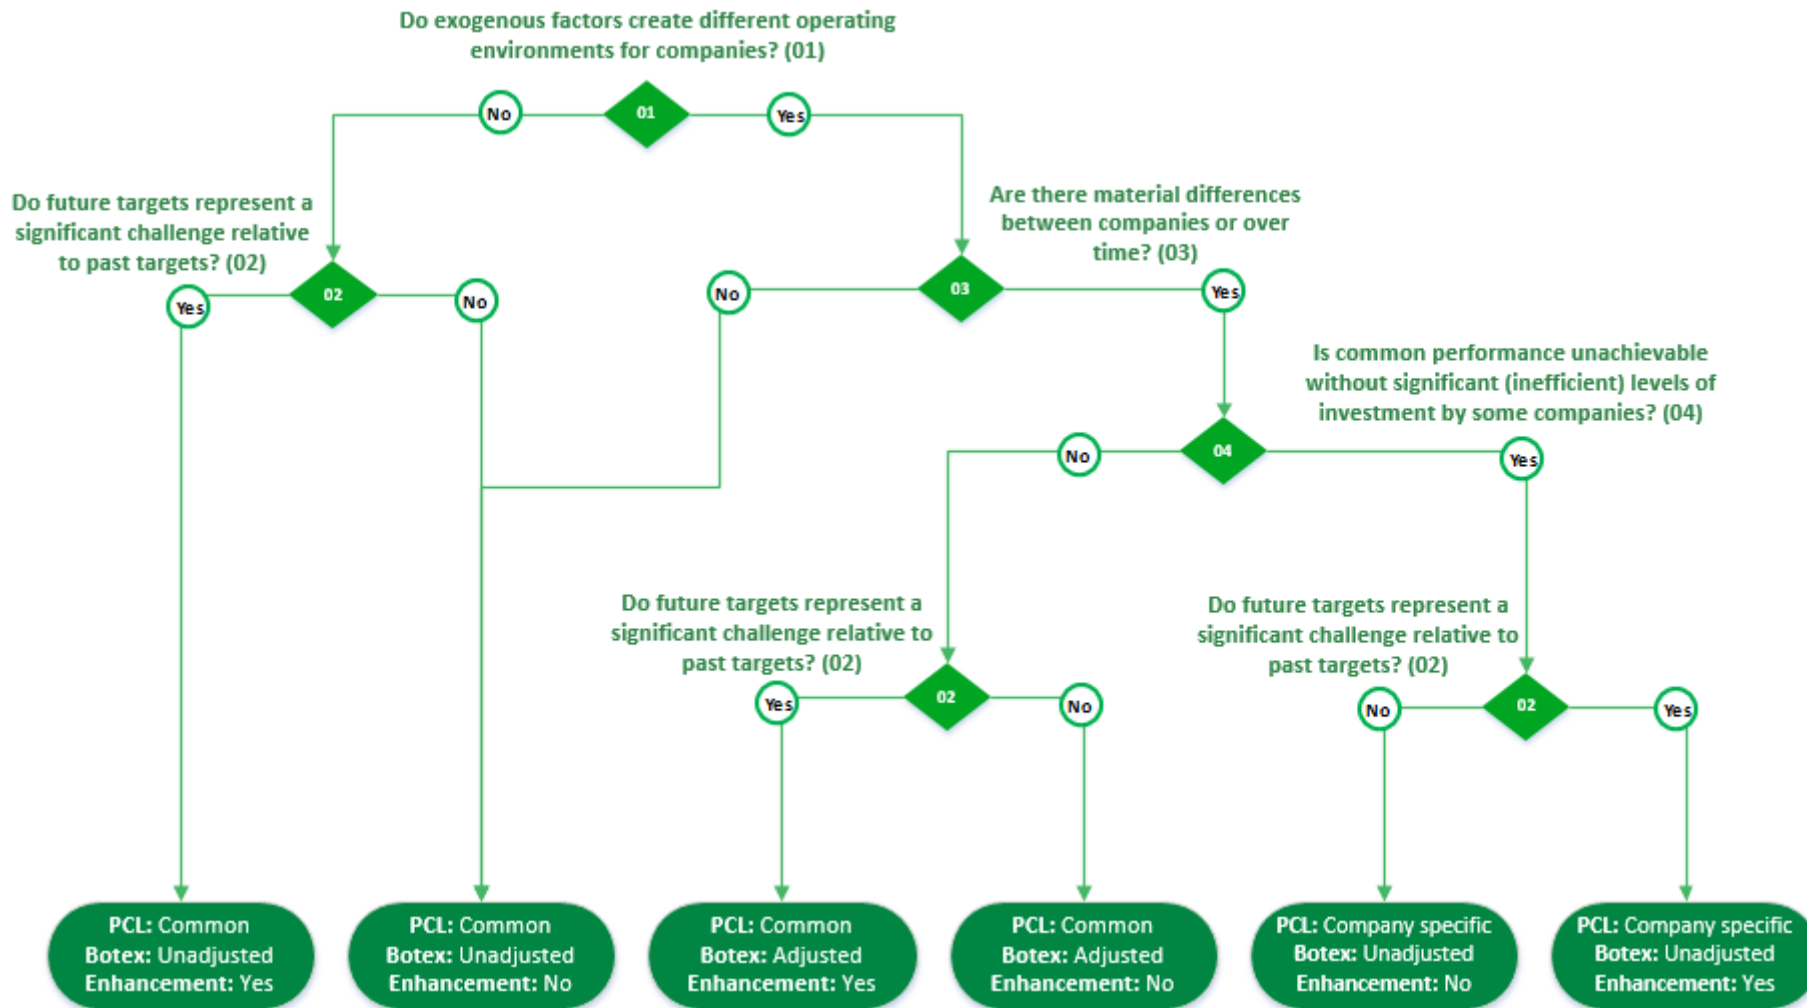 Do exogenous factors create different operating
environments for companies? (01)
No
01
Yes
Do future targets represent a
significant challenge relative
to past targets? (02)
Are there material differences
between companies or over
time? (03)
Yes
02
No
No
03
Yes
Is common performance unachievable
without significant (inefficient) levels of
investment by some companies? (04)
No
04
Yes
Do future targets represent a
significant challenge relative to
past targets? (02)
Do future targets represent a
significant challenge relative to
past targets? (02)
Yes
02
No
No
02
Yes
PCL: Common
Botex: Unadjusted
Enhancement: Yes
PCL: Common
Botex: Unadjusted
Enhancement: No
PCL: Common
Botex: Adjusted
Enhancement: Yes
PCL: Common
Botex: Adjusted
Enhancement: No
PCL: Company specific
Botex: Unadjusted
Enhancement: No
PCL: Company specific
Botex: Unadjusted
Enhancement: Yes